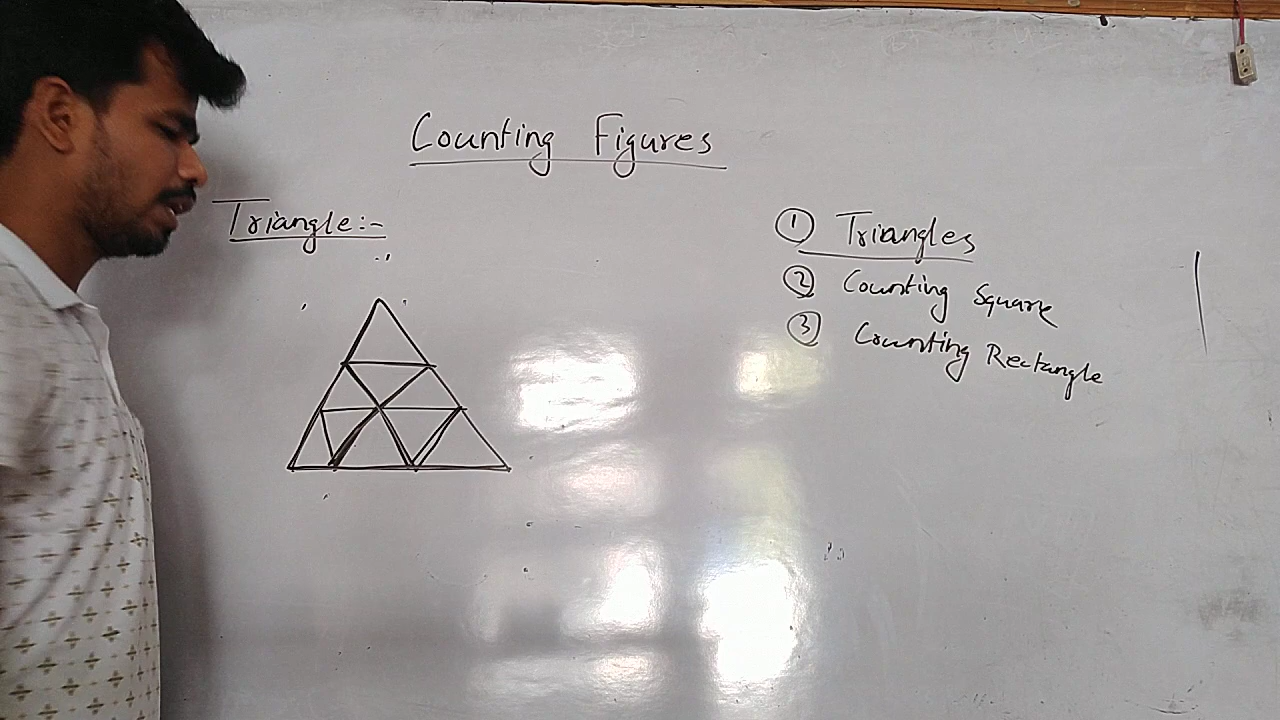 Counting Figures
Triangle:-
① Triangles
② Counting Square
③ Counting Rectangle